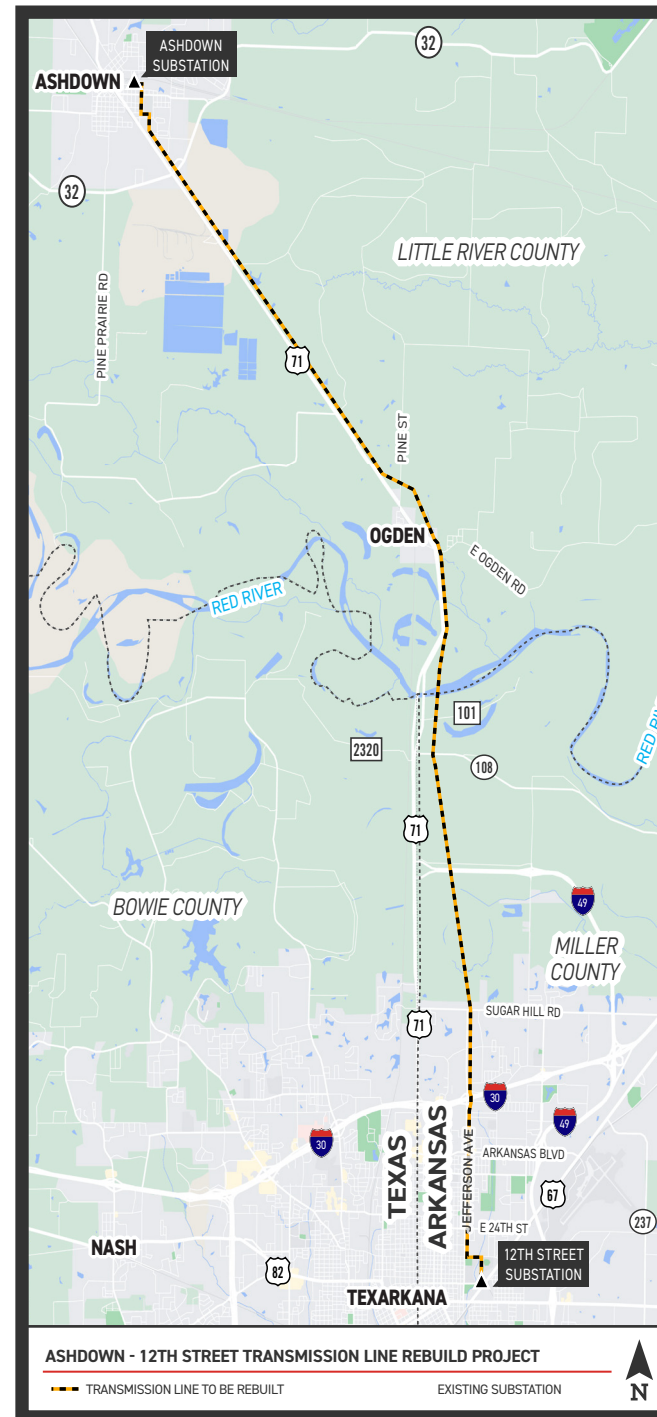 32
ASHDOWN
SUBSTATION
ASHDOWN
32
LITTLE RIVER COUNTY
PINE PRAIRIE RD
71
PINE ST
OGDEN
E OGDEN RD
RED RIVER
101
RED RIV
2320
108
71
BOWIE COUNTY
49
MILLER
COUNTY
SUGAR HILL RD
71
30
49
30
TEXAS
ARKANSAS
JEFFERSON AVE
ARKANSAS BLVD
67
E 24TH ST
237
NASH
12TH STREET
SUBSTATION
82
TEXARKANA
ASHDOWN - 12TH STREET TRANSMISSION LINE REBUILD PROJECT
TRANSMISSION LINE TO BE REBUILT
EXISTING SUBSTATION
N